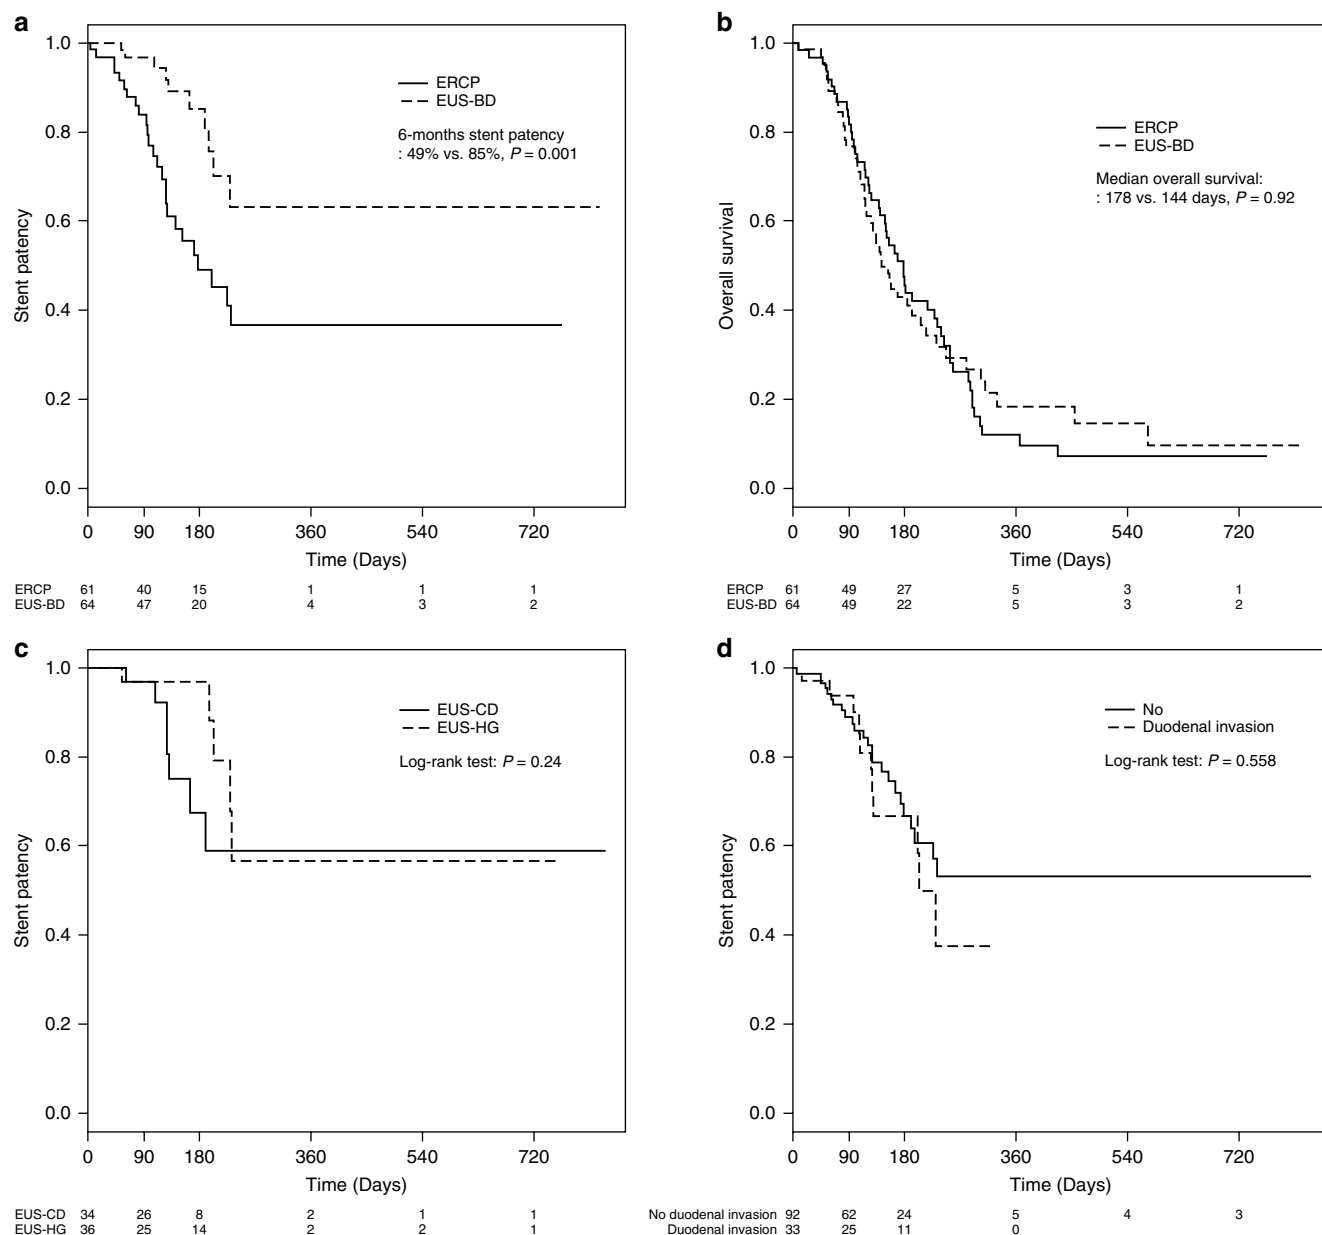 a
1.0
0.8
0.6
0.4
0.2
0.0
Stent patency
ERCP
EUS-BD
6-months stent patency
: 49% vs. 85%, P = 0.001
0 90 180 360 540 720
Time (Days)
ERCP 61 40 15 1 1 1
EUS-BD 64 47 20 4 3 2
b
1.0
0.8
0.6
0.4
0.2
0.0
Overall survival
ERCP
EUS-BD
Median overall survival:
: 178 vs. 144 days, P = 0.92
0 90 180 360 540 720
Time (Days)
ERCP 61 49 27 5 3 1
EUS-BD 64 49 22 5 3 2
c
1.0
0.8
0.6
0.4
0.2
0.0
Stent patency
EUS-CD
EUS-HG
Log-rank test: P = 0.24
0 90 180 360 540 720
Time (Days)
EUS-CD 34 26 8 2 1 1
EUS-HG 36 25 14 2 2 1
d
1.0
0.8
0.6
0.4
0.2
0.0
Stent patency
No
Duodenal invasion
Log-rank test: P = 0.558
0 90 180 360 540 720
Time (Days)
No duodenal invasion 92 62 24 5 4 3
Duodenal invasion 33 25 11 0